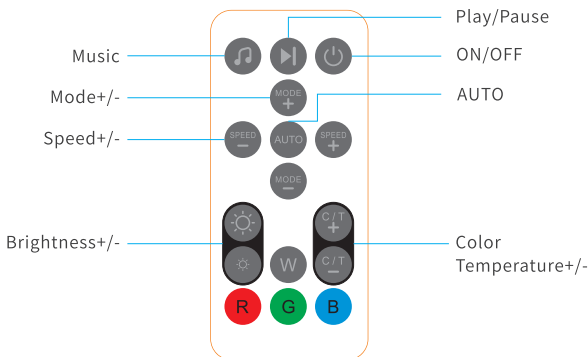 Play/Pause
Music
ON/OFF
MODE
+
Mode+/-
AUTO
Speed+/-
SPEED
−
AUTO
SPEED
+
MODE
−
C/T
+
Brightness+/-
Color
Temperature+/-
W
C/T
−
R
G
B